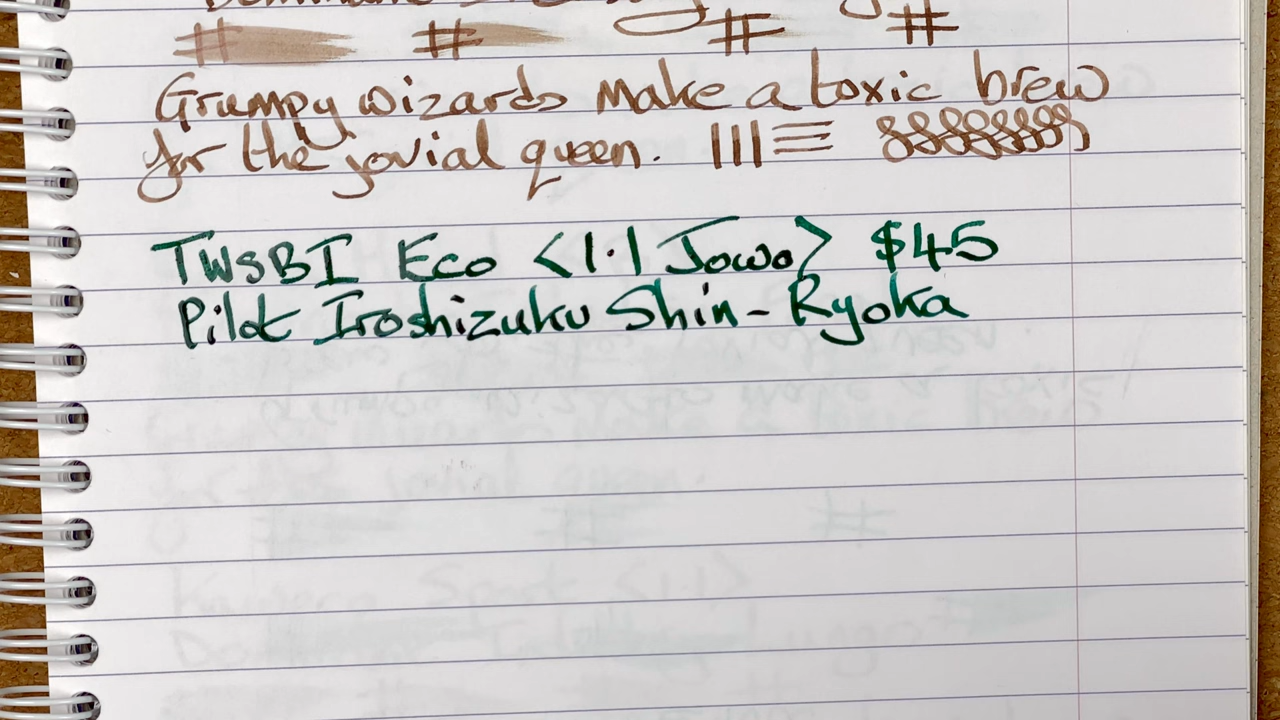 Grumpy wizards make a toxic brew
for the jovial queen.
TWSBI Eco <1.1 Jowo> $45
Pilot Iroshizuku Shin-Ryoka